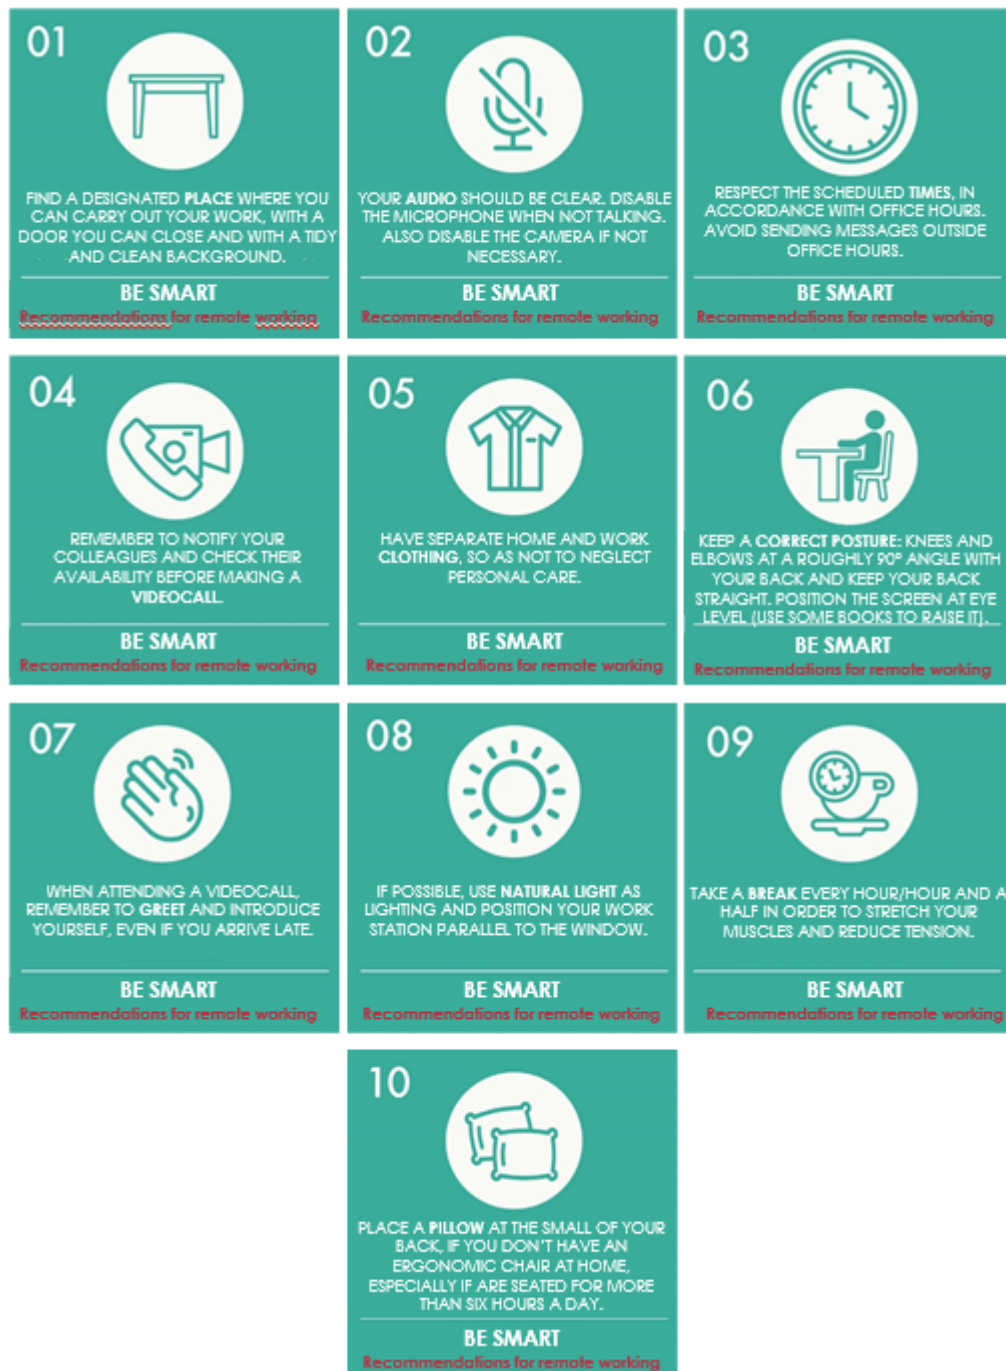 01
FIND A DESIGNATED PLACE WHERE YOU
CAN CARRY OUT YOUR WORK, WITH A
DOOR YOU CAN CLOSE AND WITH A TIDY
AND CLEAN BACKGROUND.
BE SMART
Recommendations for remote working
02
YOUR AUDIO SHOULD BE CLEAR. DISABLE
THE MICROPHONE WHEN NOT TALKING.
ALSO DISABLE THE CAMERA IF NOT
NECESSARY.
BE SMART
Recommendations for remote working
03
RESPECT THE SCHEDULED TIMES, IN
ACCORDANCE WITH OFFICE HOURS.
AVOID SENDING MESSAGES OUTSIDE
OFFICE HOURS.
BE SMART
Recommendations for remote working
04
REMEMBER TO NOTIFY YOUR
COLLEAGUES AND CHECK THEIR
AVAILABILITY BEFORE MAKING A
VIDEOCALL.
BE SMART
Recommendations for remote working
05
HAVE SEPARATE HOME AND WORK
CLOTHING, SO AS NOT TO NEGLECT
PERSONAL CARE.
BE SMART
Recommendations for remote working
06
KEEP A CORRECT POSTURE: KNEES AND
ELBOWS AT A ROUGHLY 90º ANGLE WITH
YOUR BACK AND KEEP YOUR BACK
STRAIGHT. POSITION THE SCREEN AT EYE
LEVEL (USE SOME BOOKS TO RAISE IT).
BE SMART
Recommendations for remote working
07
WHEN ATTENDING A VIDEOCALL,
REMEMBER TO GREET AND INTRODUCE
YOURSELF, EVEN IF YOU ARRIVE LATE.
BE SMART
Recommendations for remote working
08
IF POSSIBLE, USE NATURAL LIGHT AS
LIGHTING AND POSITION YOUR WORK
STATION PARALLEL TO THE WINDOW.
BE SMART
Recommendations for remote working
09
TAKE A BREAK EVERY HOUR/HOUR AND A
HALF IN ORDER TO STRETCH YOUR
MUSCLES AND REDUCE TENSION.
BE SMART
Recommendations for remote working
10
PLACE A PILLOW AT THE SMALL OF YOUR
BACK, IF YOU DON'T HAVE AN
ERGONOMIC CHAIR AT HOME,
ESPECIALLY IF ARE SEATED FOR MORE
THAN SIX HOURS A DAY.
BE SMART
Recommendations for remote working